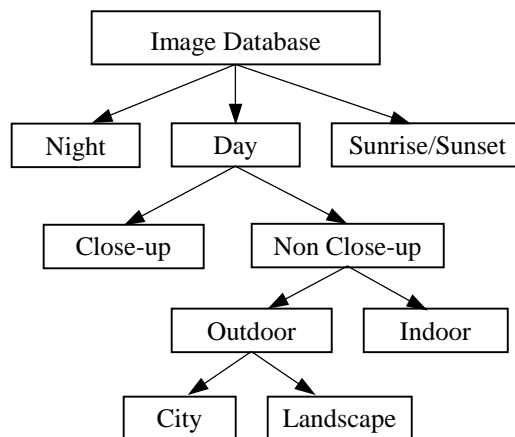 Image Database
Night
Day
Sunrise/Sunset
Close-up
Non Close-up
Outdoor
Indoor
City
Landscape